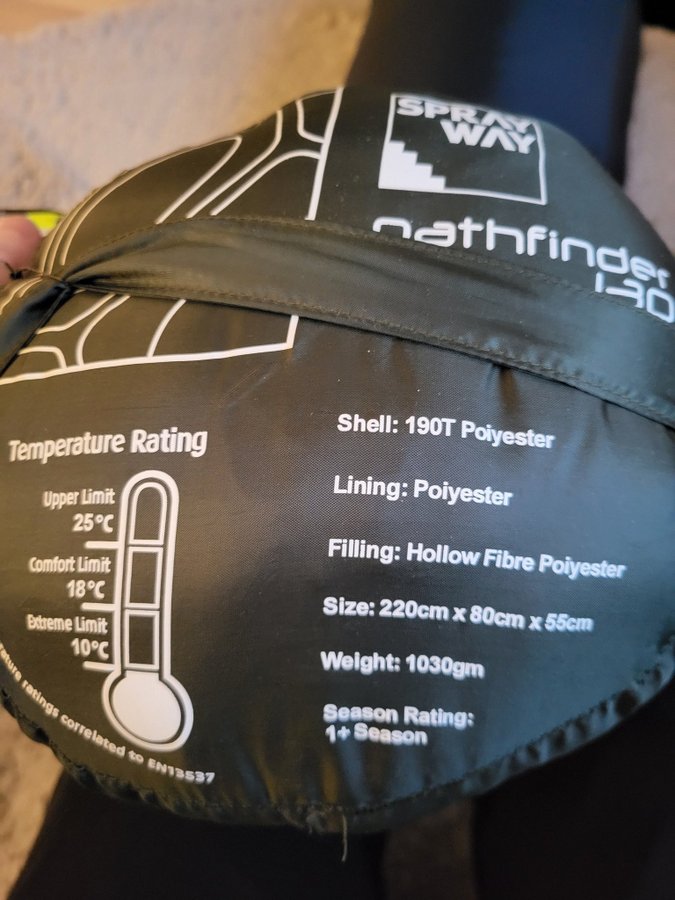 SPRAY
WAY
pathfinder
Temperature Rating
Upper Limit
25°C
Comfort Limit
18°C
Extreme Limit
10°C
ratings correlated to EN13537
Shell: 190T Poiyester
Lining: Poiyester
Filling: Hollow Fibre Poiyester
Size: 220cm x 80cm x 55cm
Weight: 1030gm
Season Rating:
1+ Season